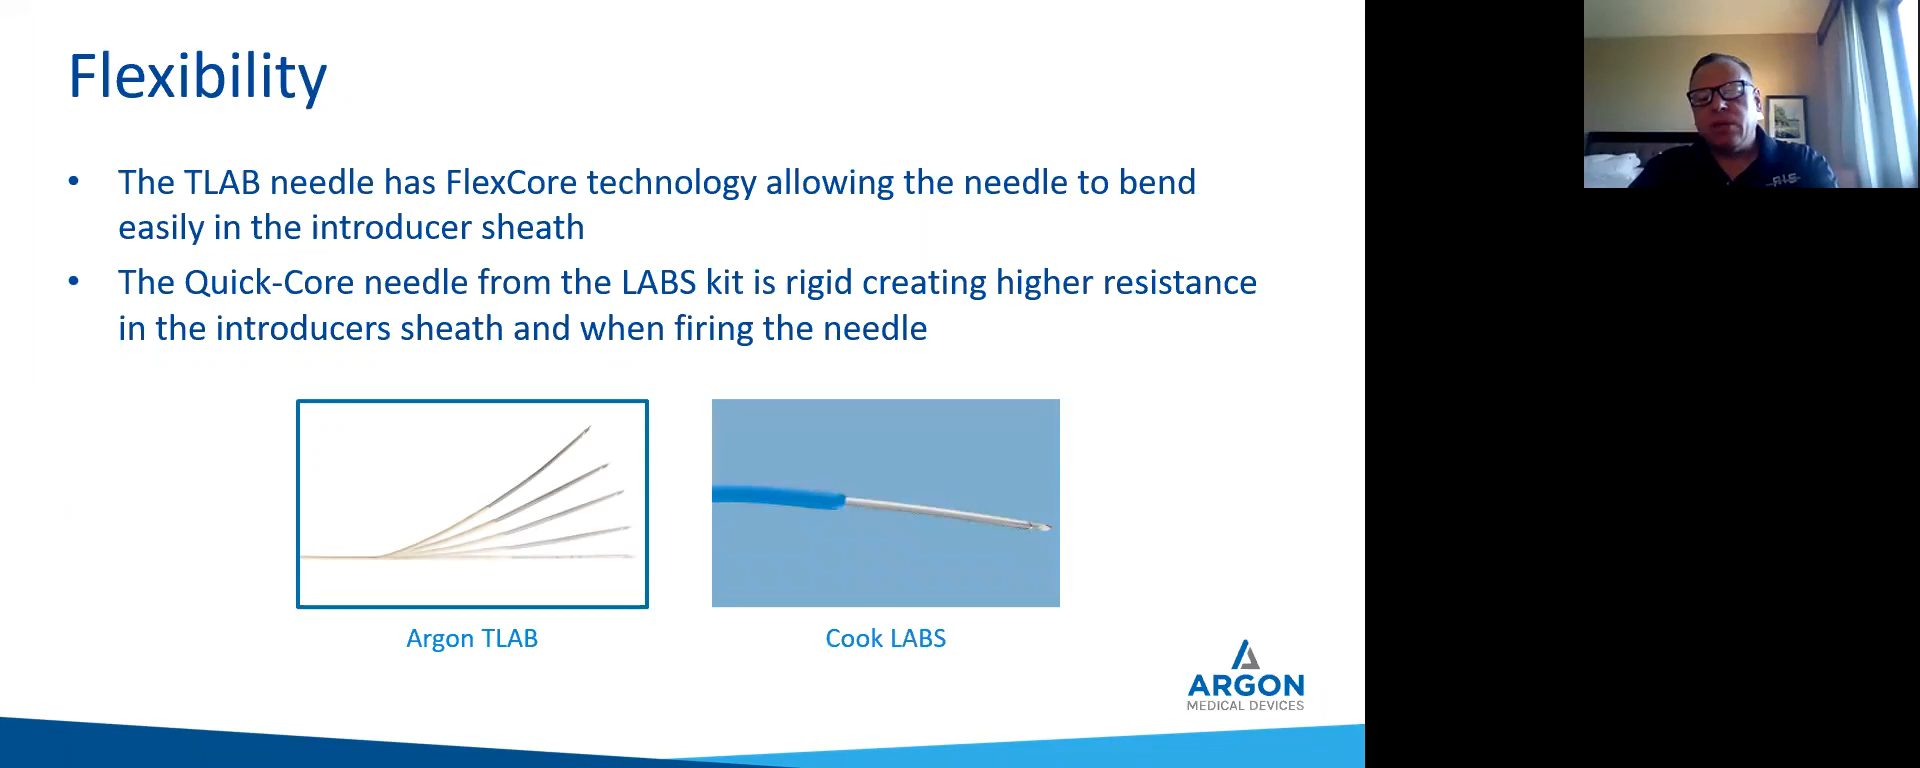 Flexibility
• The TLAB needle has FlexCore technology allowing the needle to bend
easily in the introducer sheath
• The Quick-Core needle from the LABS kit is rigid creating higher resistance
in the introducers sheath and when firing the needle
Argon TLAB
Cook LABS
ARGON
MEDICAL DEVICES